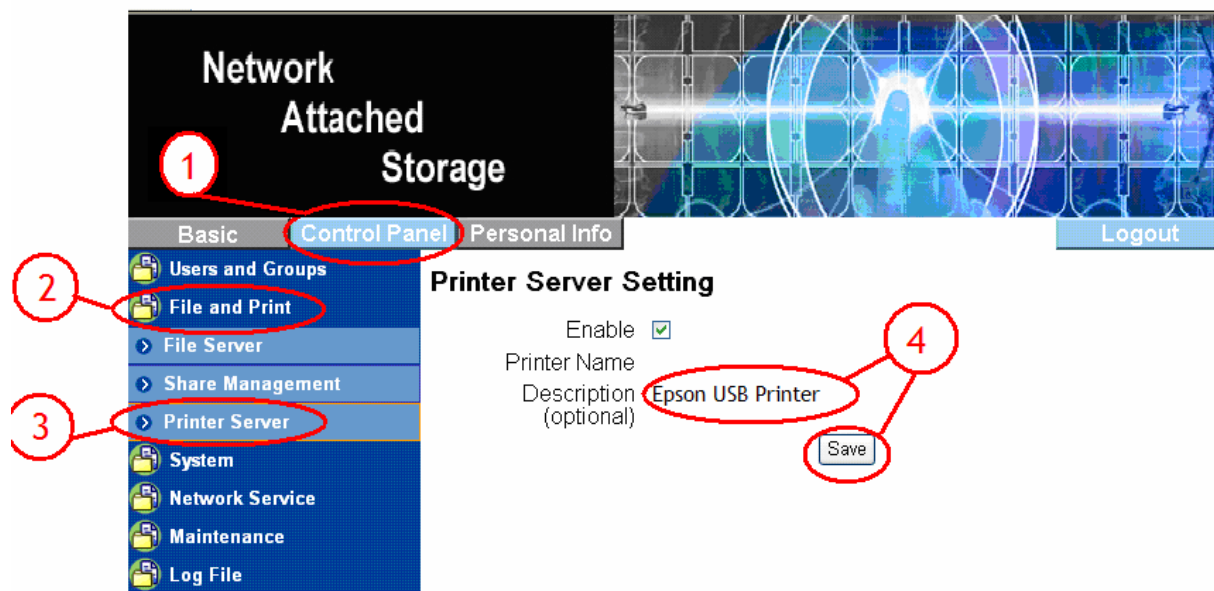 Network
Attached
Storage
1
Basic
Control Panel
Personal Info
Logout
2
Users and Groups
File and Print
File Server
Share Management
3
Printer Server
System
Network Service
Maintenance
Log File
Printer Server Setting
Enable
Printer Name
Description
(optional)
Epson USB Printer
4
Save